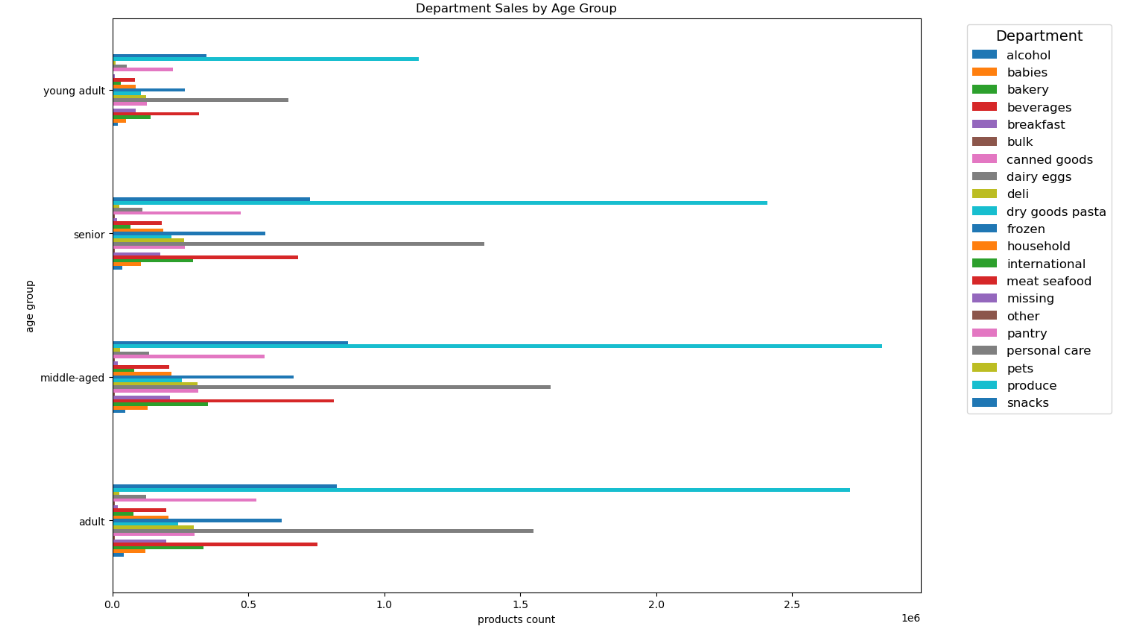 Department Sales by Age Group
young adult
senior
middle-aged
adult
age group
0.0 0.5 1.0 1.5 2.0 2.5
1e6
products count
Department
alcohol
babies
bakery
beverages
breakfast
bulk
canned goods
dairy eggs
deli
dry goods pasta
frozen
household
international
meat seafood
missing
other
pantry
personal care
pets
produce
snacks